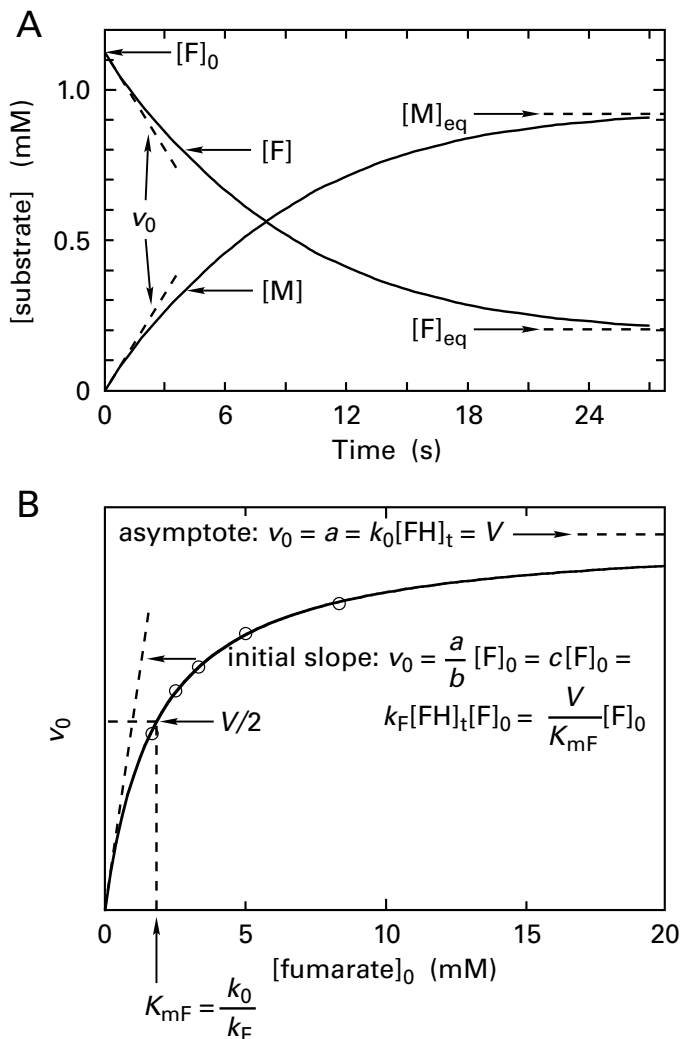 A
[F]₀
1.0
[M]eq
[F]
[substrate] (mM)
v₀
0.5
[M]
[F]eq
0
0 6 12 18 24
Time (s)
B
asymptote: v₀ = a = k₀[FH]t = V
initial slope: v₀ = a/b [F]₀ = c[F]₀ =
kF[FH]t[F]₀ = V/KmF [F]₀
V/2
v₀
0 5 10 15 20
[fumarate]₀ (mM)
KmF = k₀/kF